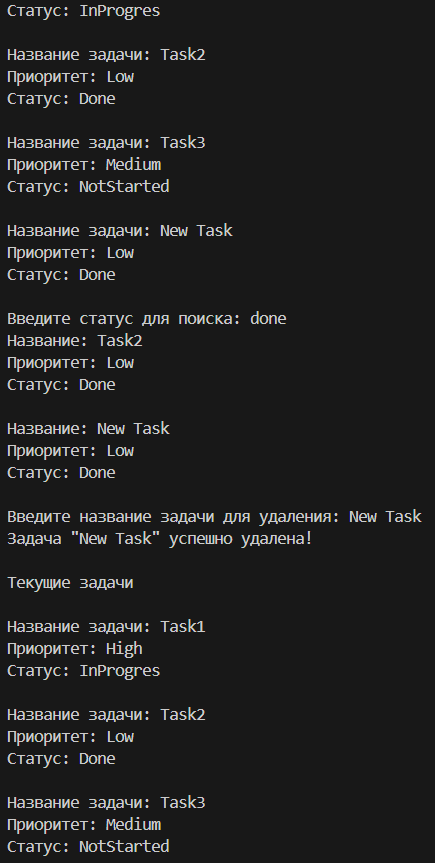 Статус: InProgres
Название задачи: Task2
Приоритет: Low
Статус: Done
Название задачи: Task3
Приоритет: Medium
Статус: NotStarted
Название задачи: New Task
Приоритет: Low
Статус: Done
Введите статус для поиска: done
Название: Task2
Приоритет: Low
Статус: Done
Название: New Task
Приоритет: Low
Статус: Done
Введите название задачи для удаления: New Task
Задача "New Task" успешно удалена!
Текущие задачи
Название задачи: Task1
Приоритет: High
Статус: InProgres
Название задачи: Task2
Приоритет: Low
Статус: Done
Название задачи: Task3
Приоритет: Medium
Статус: NotStarted